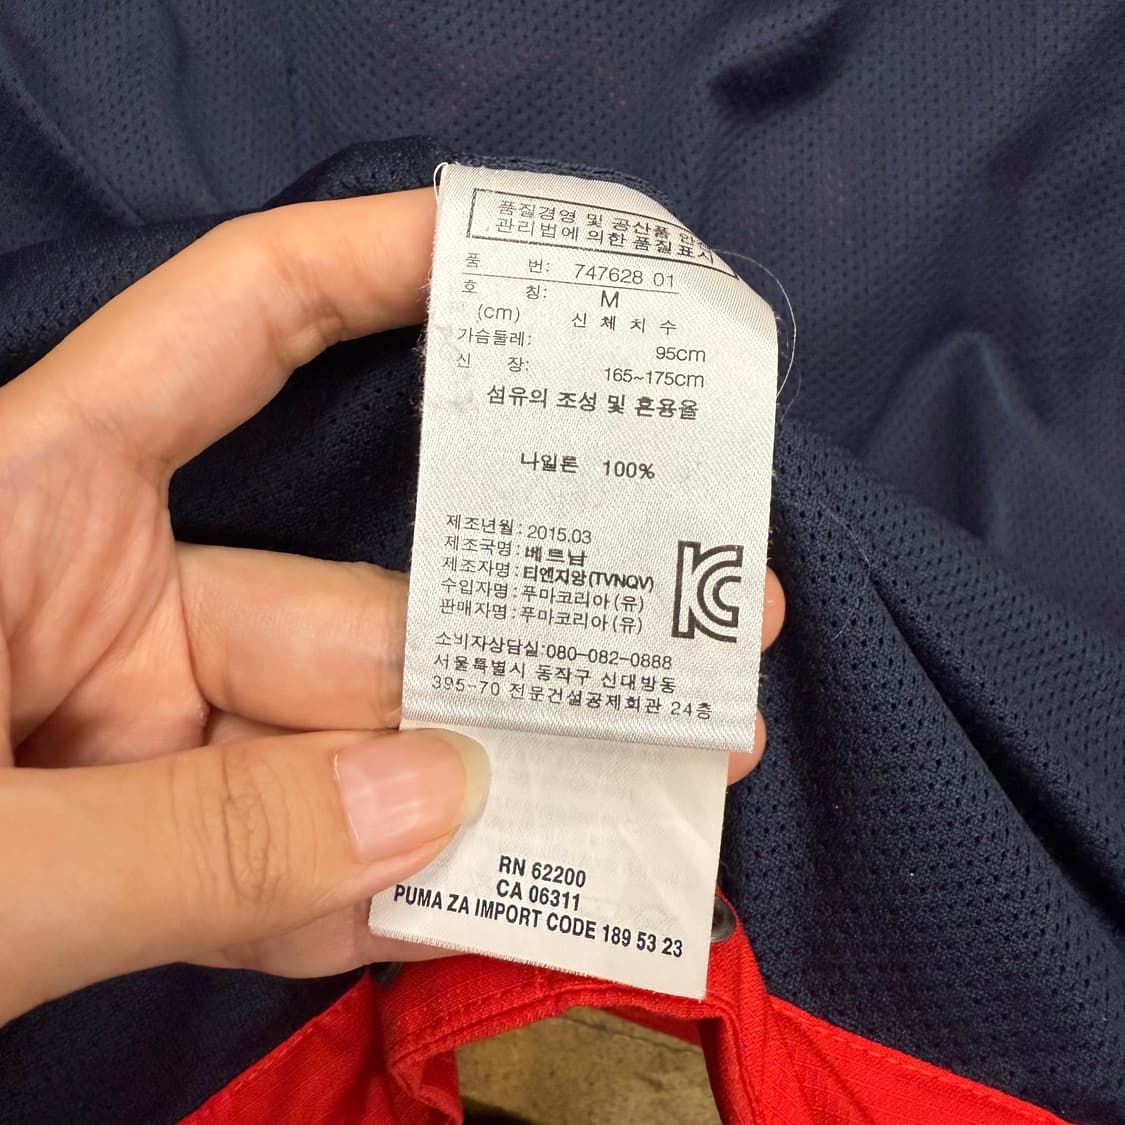 품질경영 및 공산품
관리법에 의한 품질표시
품 번: 747628 01
호 칭: M
(cm) 신 체 치 수
가슴둘레: 95cm
신 장: 165~175cm
섬유의 조성 및 혼용율
나일론 100%
제조년월: 2015.03
제조국명: 베트남
제조자명: 티엔지앙(TVNQV)
수입자명: 푸마코리아(유)
판매자명: 푸마코리아(유)
소비자상담실:080-082-0888
서울특별시 동작구 신대방동
395-70 전문건설공제회관 24층
RN 62200
CA 06311
PUMA ZA IMPORT CODE 189 53 23